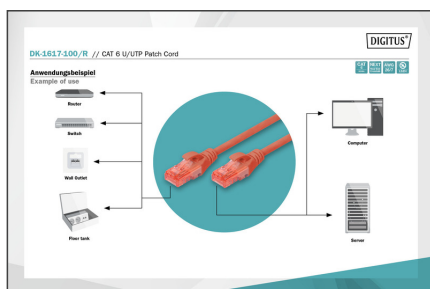 DIGITUS®
DK-1617-100/R // CAT 6 U/UTP Patch Cord
Anwendungsbeispiel
Example of use
Router
Switch
Wall Outlet
Floor tank
Computer
Server